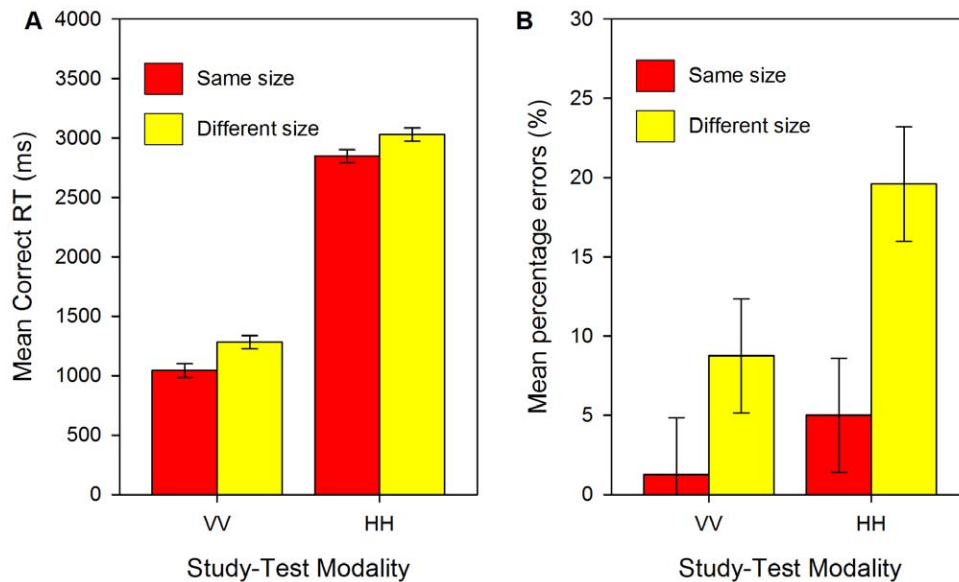 A
Mean Correct RT (ms)
4000
3500
3000
2500
2000
1500
1000
500
0
Same size
Different size
VV
HH
Study-Test Modality
B
Mean percentage errors (%)
30
25
20
15
10
5
0
Same size
Different size
VV
HH
Study-Test Modality